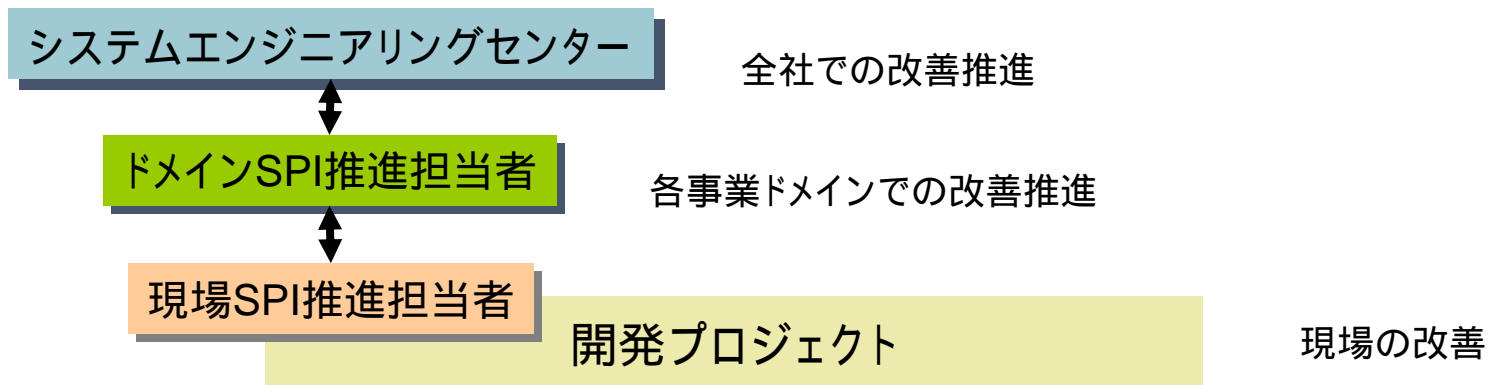 システムエンジニアリングセンター
全社での改善推進
ドメインSPI推進担当者
各事業ドメインでの改善推進
現場SPI推進担当者
開発プロジェクト
現場の改善